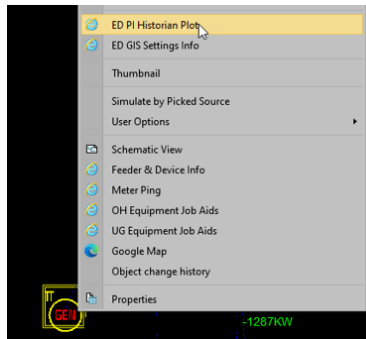 ED PI Historian Plot
ED GIS Settings Info
Thumbnail
Simulate by Picked Source
User Options
Schematic View
Feeder & Device Info
Meter Ping
OH Equipment Job Aids
UG Equipment Job Aids
Google Map
Object change history
Properties
GEN
-1287KW